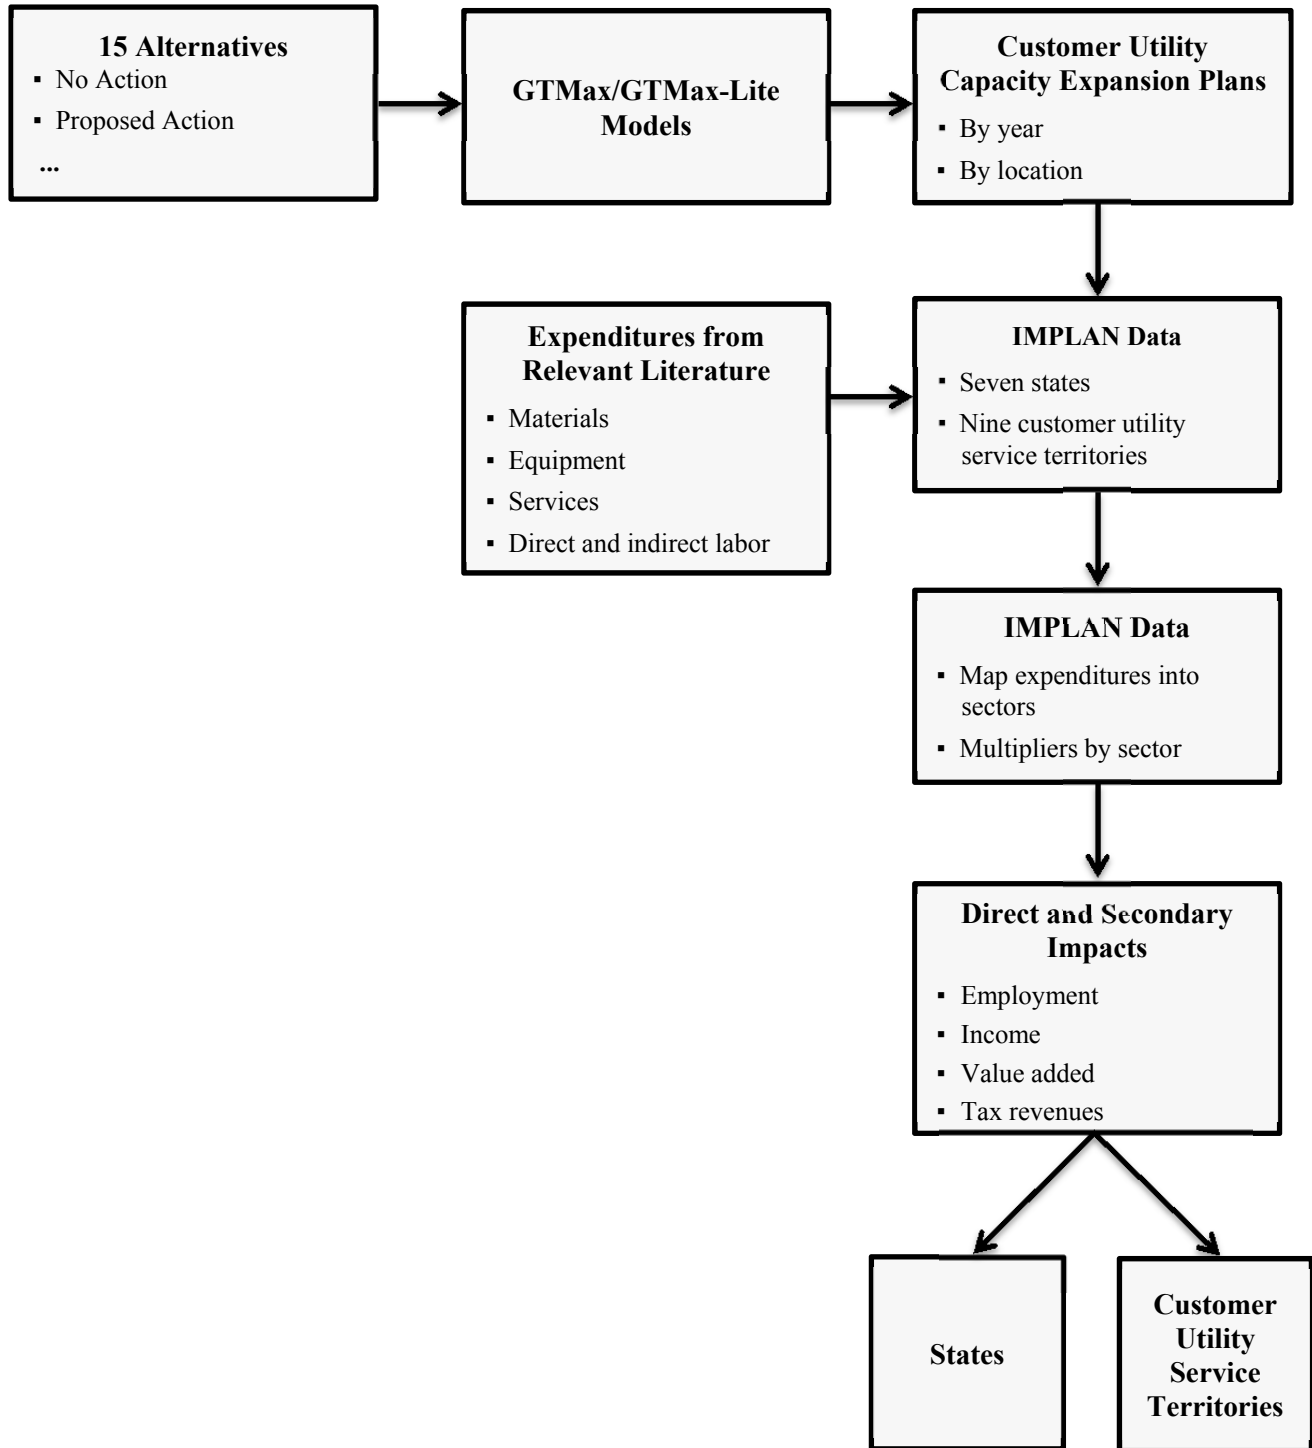 15 Alternatives
▪ No Action
▪ Proposed Action
...
GTMax/GTMax-Lite
Models
Customer Utility
Capacity Expansion Plans
▪ By year
▪ By location
Expenditures from
Relevant Literature
▪ Materials
▪ Equipment
▪ Services
▪ Direct and indirect labor
IMPLAN Data
▪ Seven states
▪ Nine customer utility
service territories
IMPLAN Data
▪ Map expenditures into
sectors
▪ Multipliers by sector
Direct and Secondary
Impacts
▪ Employment
▪ Income
▪ Value added
▪ Tax revenues
States
Customer
Utility
Service
Territories